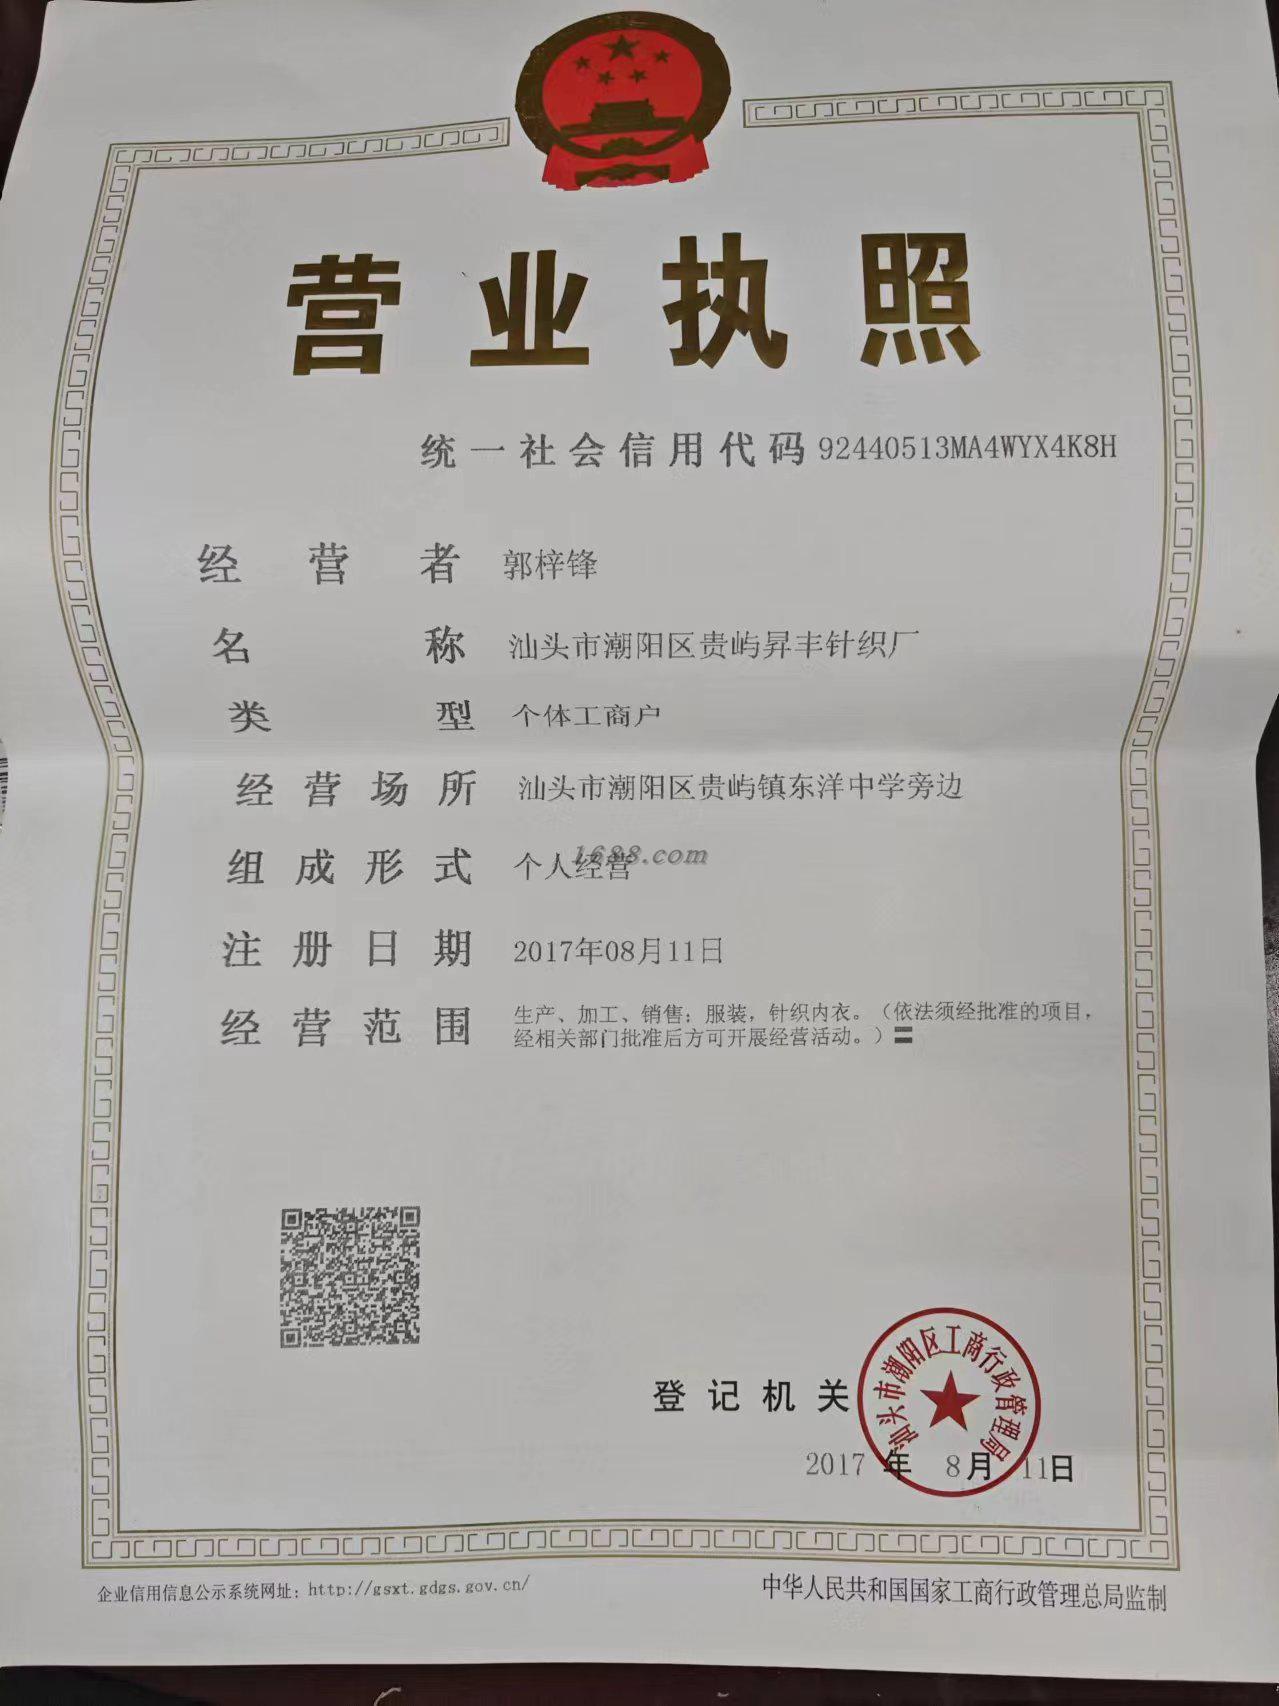 营业执照
统一社会信用代码 92440513MA4WYX4K8H
经营者 郭梓锋
名称 汕头市潮阳区贵屿昇丰针织厂
类型 个体工商户
经营场所 汕头市潮阳区贵屿镇东洋中学旁边
组成形式 个人经营
1688.com
注册日期 2017年08月11日
经营范围 生产、加工、销售：服装，针织内衣。（依法须经批准的项目，
经相关部门批准后方可开展经营活动。）〓
登记机关
汕头市潮阳区工商行政管理局
2017 年 8月 11日
企业信用信息公示系统网址：http://gsxt.gdgs.gov.cn/
中华人民共和国国家工商行政管理总局监制